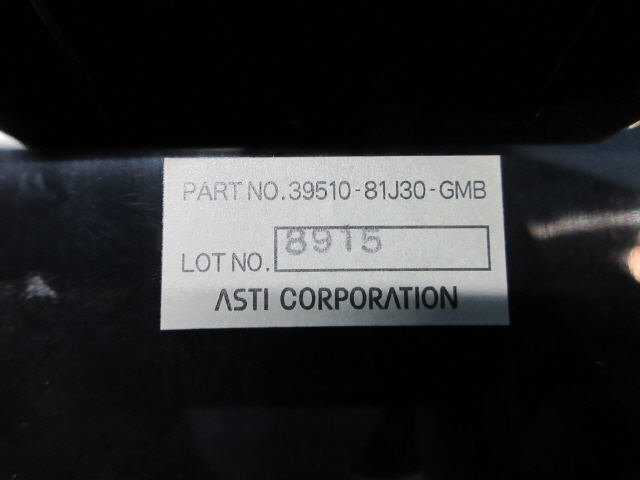 PART NO. 39510-81J30-GMB
LOT NO. 8915
ASTI CORPORATION